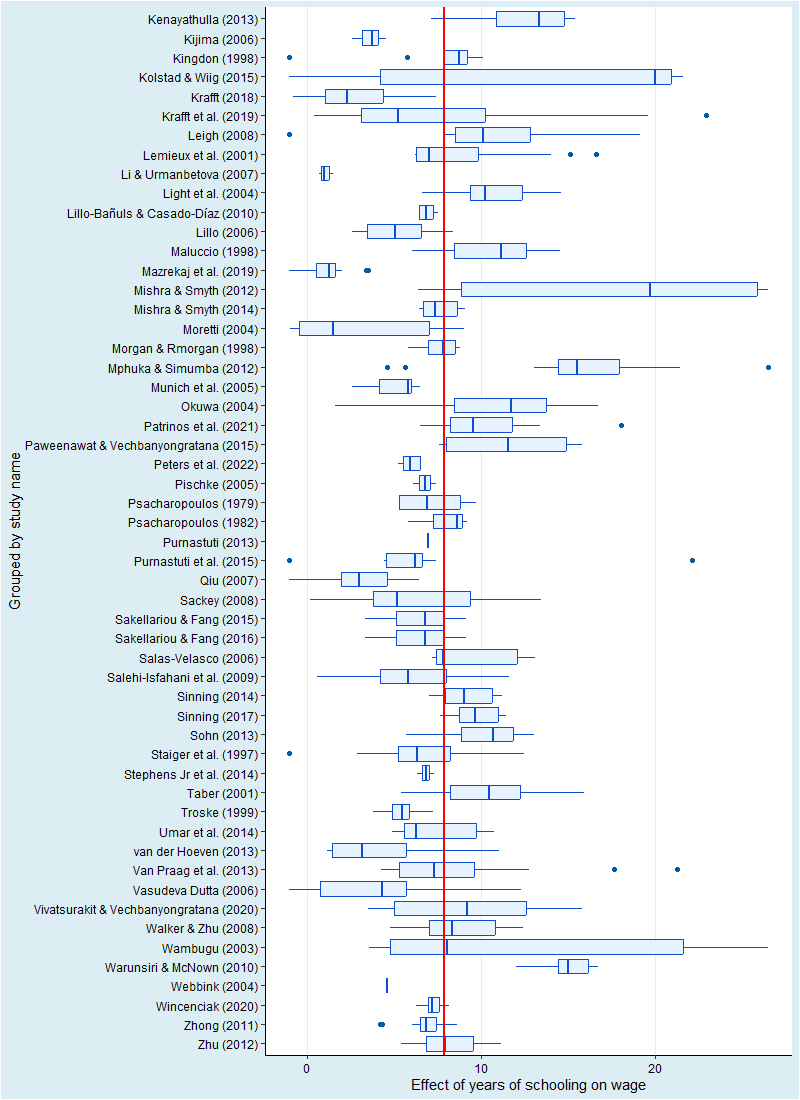 Kenayathulla (2013)
Kijima (2006)
Kingdon (1998)
Kolstad & Wiig (2015)
Krafft (2018)
Krafft et al. (2019)
Leigh (2008)
Lemieux et al. (2001)
Li & Urmanbetova (2007)
Light et al. (2004)
Lillo-Bañuls & Casado-Díaz (2010)
Lillo (2006)
Maluccio (1998)
Mazrekaj et al. (2019)
Mishra & Smyth (2012)
Mishra & Smyth (2014)
Moretti (2004)
Morgan & Rmorgan (1998)
Mphuka & Simumba (2012)
Munich et al. (2005)
Okuwa (2004)
Patrinos et al. (2021)
Paweenawat & Vechbanyongratana (2015)
Peters et al. (2022)
Pischke (2005)
Psacharopoulos (1979)
Psacharopoulos (1982)
Purnastuti (2013)
Purnastuti et al. (2015)
Qiu (2007)
Sackey (2008)
Sakellariou & Fang (2015)
Sakellariou & Fang (2016)
Salas-Velasco (2006)
Salehi-Isfahani et al. (2009)
Sinning (2014)
Sinning (2017)
Sohn (2013)
Staiger et al. (1997)
Stephens Jr et al. (2014)
Taber (2001)
Troske (1999)
Umar et al. (2014)
van der Hoeven (2013)
Van Praag et al. (2013)
Vasudeva Dutta (2006)
Vivatsurakit & Vechbanyongratana (2020)
Walker & Zhu (2008)
Wambugu (2003)
Warunsiri & McNown (2010)
Webbink (2004)
Wincenciak (2020)
Zhong (2011)
Zhu (2012)
Grouped by study name
0 10 20
Effect of years of schooling on wage